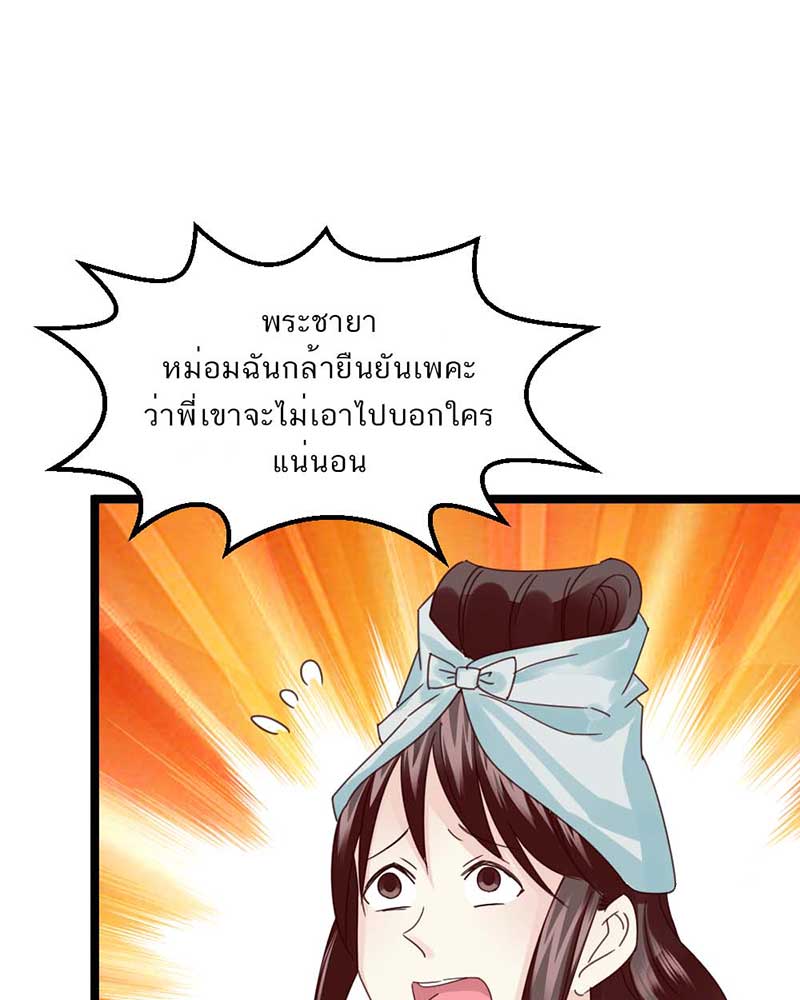 พระชายา
หม่อมฉันกล้ายืนยันเพคะ
ว่าพี่เขาจะไม่เอาไปบอกใคร
แน่นอน